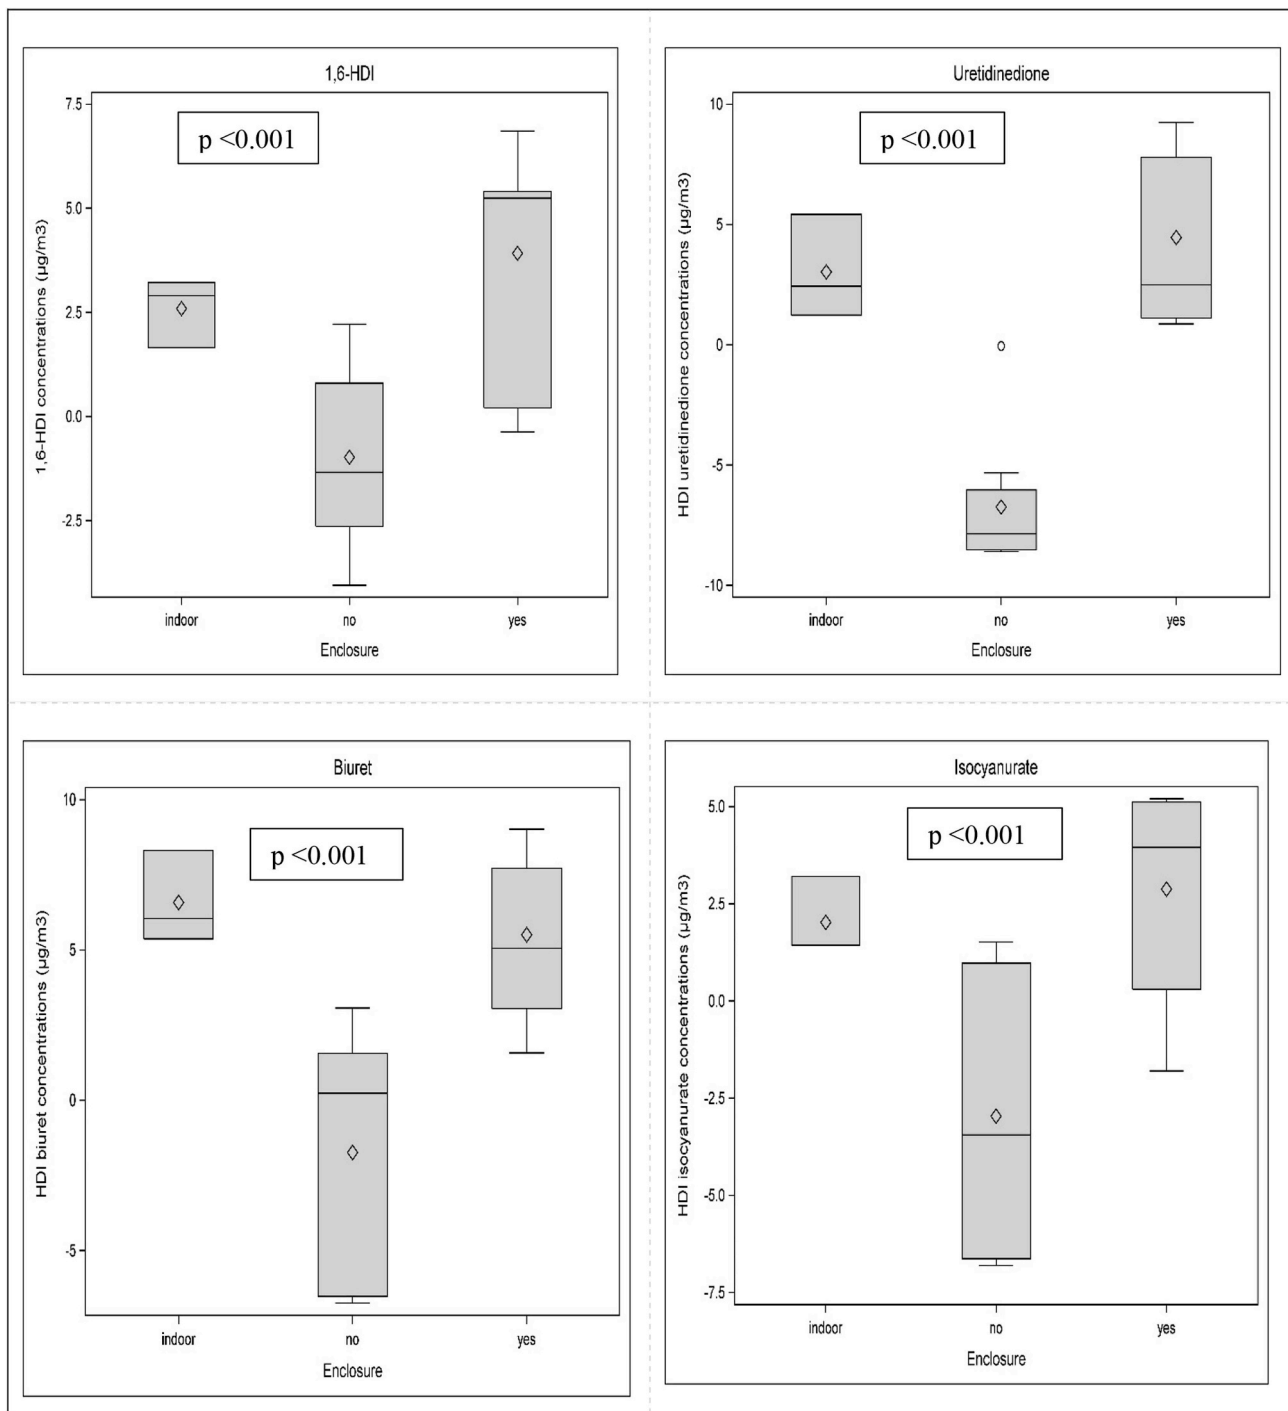 1,6-HDI
p <0.001
7.5
5.0
2.5
0.0
-2.5
1,6-HDI concentrations (µg/m3)
indoor no yes
Enclosure
Uretidinedione
p <0.001
10
5
0
-5
-10
HDI uretidinedione concentrations (µg/m3)
indoor no yes
Enclosure
Biuret
p <0.001
10
5
0
-5
HDI biuret concentrations (µg/m3)
indoor no yes
Enclosure
Isocyanurate
p <0.001
5.0
2.5
0.0
-2.5
-5.0
-7.5
HDI isocyanurate concentrations (µg/m3)
indoor no yes
Enclosure